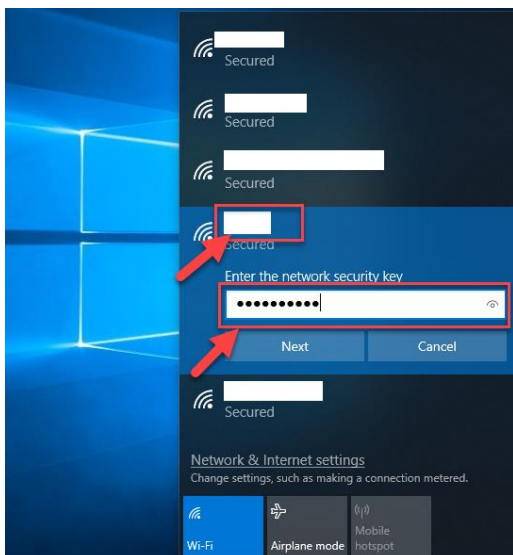 Secured
Secured
Secured
Secured
Enter the network security key
●●●●●●●●●●
Next Cancel
Secured
Network & Internet settings
Change settings, such as making a connection metered.
Wi-Fi Airplane mode Mobile hotspot